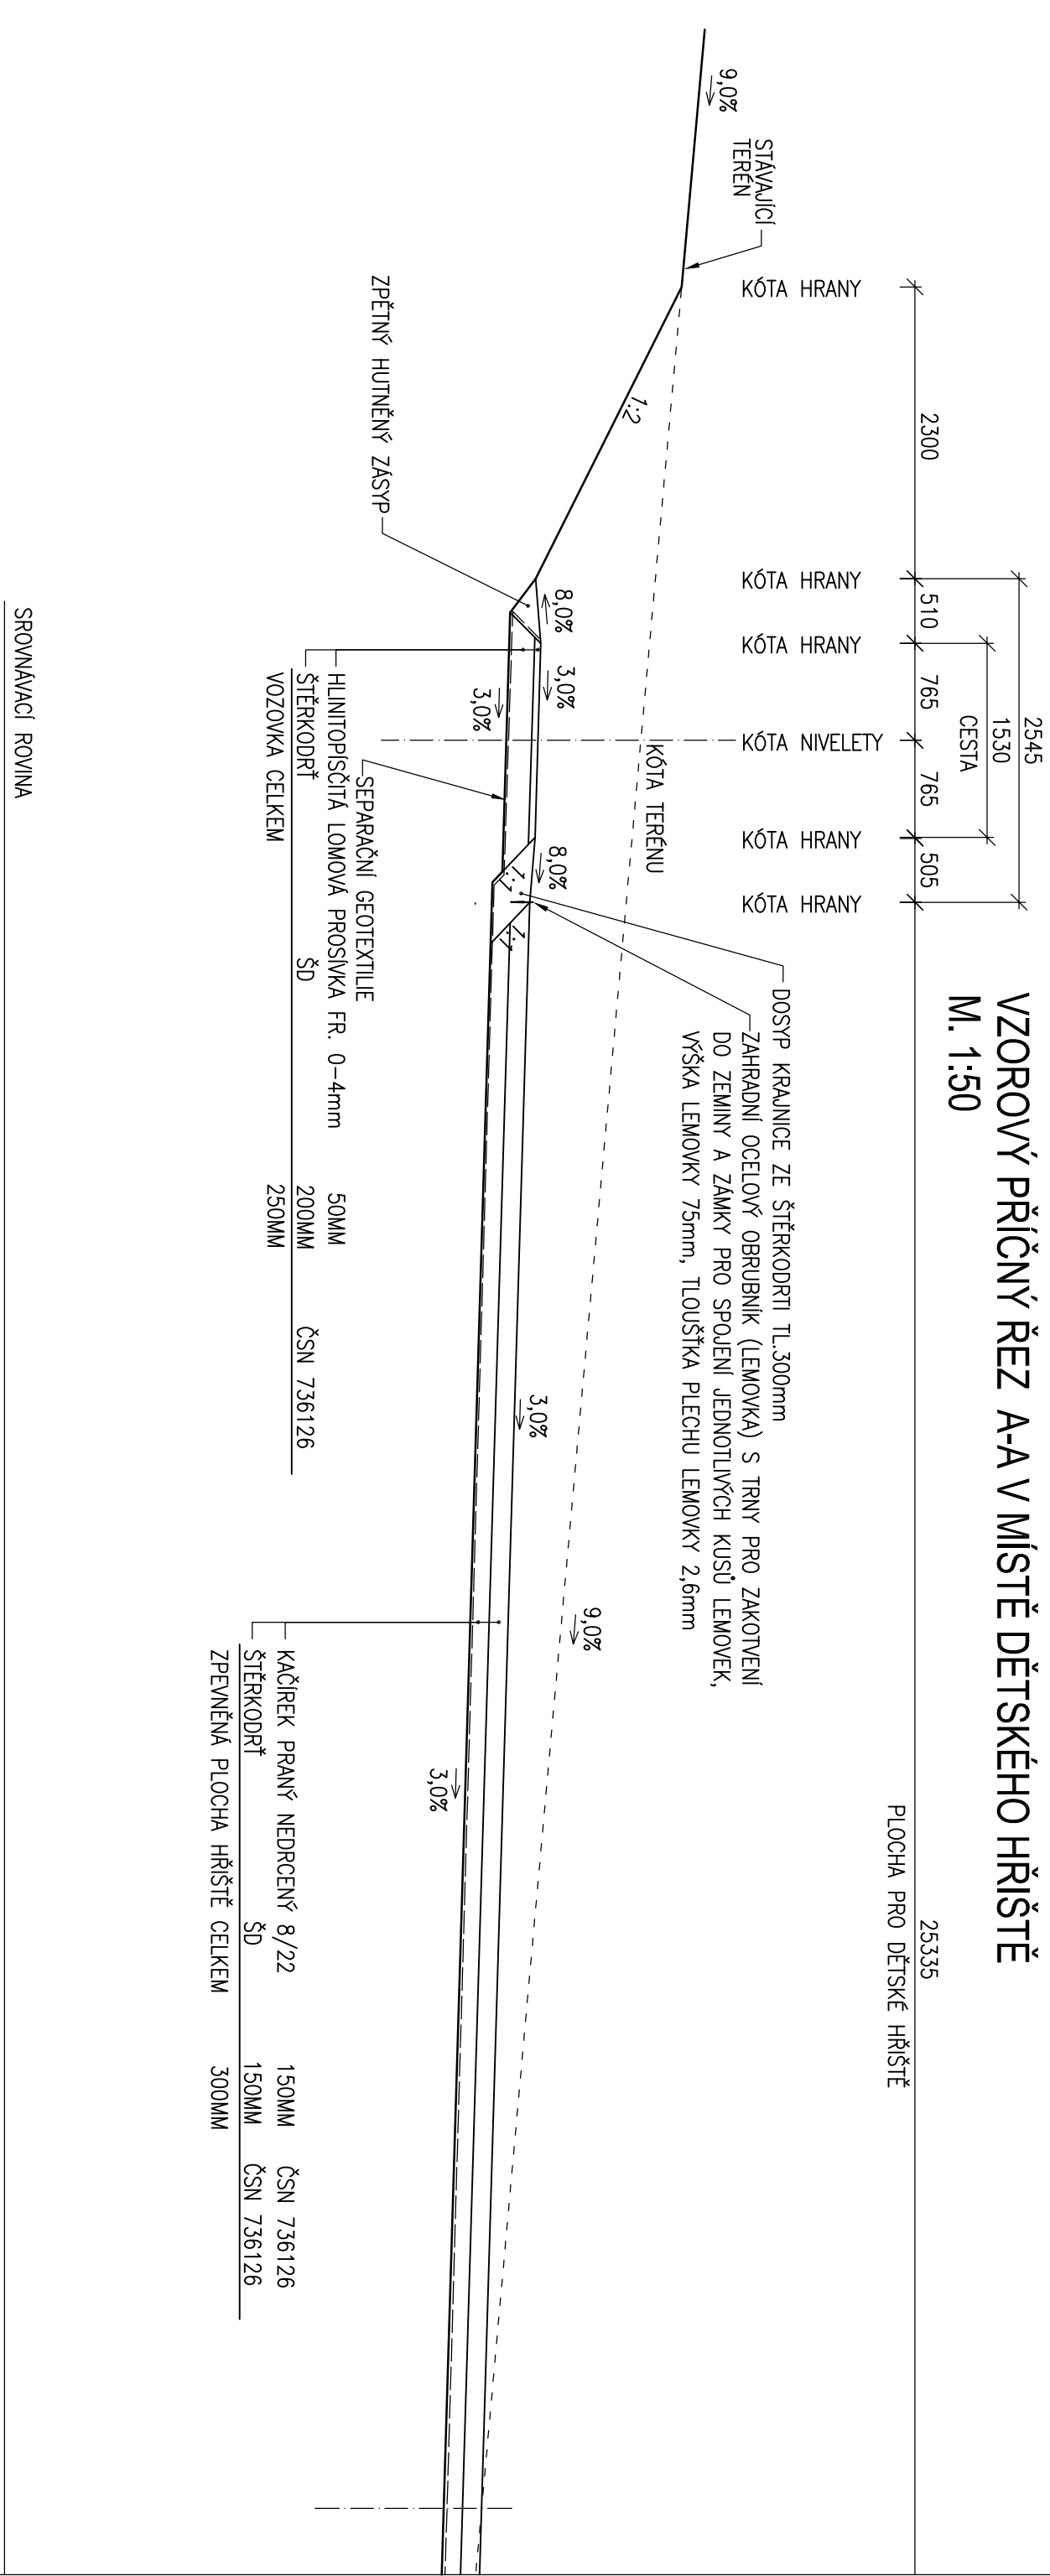 VZOROVÝ PŘÍČNÝ ŘEZ A-A V MÍSTĚ DĚTSKÉHO HŘIŠTĚ
M. 1:50
2545
1530
CESTA
2300
510
765
765
505
25335
PLOCHA PRO DĚTSKÉ HŘIŠTĚ
KÓTA HRANY
KÓTA HRANY
KÓTA HRANY
KÓTA NIVELETY
KÓTA HRANY
KÓTA HRANY
9,0%
STÁVAJÍCÍ
TERÉN
DOSYP KRAJNICE ZE ŠTĚRKODRTI TL.300mm
ZAHRADNÍ OCELOVÝ OBRUBNÍK (LEMOVKA) S TRNY PRO ZAKOTVENÍ
DO ZEMINY A ZÁMKY PRO SPOJENÍ JEDNOTLIVÝCH KUSŮ LEMOVEK,
VÝŠKA LEMOVKY 75mm, TLOUŠŤKA PLECHU LEMOVKY 2,6mm
KÓTA TERÉNU
1:2
9,0%
8,0%
3,0%
8,0%
3,0%
1:1
1:1
3,0%
3,0%
ZPĚTNÝ HUTNĚNÝ ZÁSYP
SEPARAČNÍ GEOTEXTILIE
HLINITOPÍSČITÁ LOMOVÁ PROSÍVKA FR. 0-4mm 50MM
ŠTĚRKODRŤ ŠD 200MM ČSN 736126
VOZOVKA CELKEM 250MM
KAČÍREK PRANÝ NEDRCENÝ 8/22 150MM ČSN 736126
ŠTĚRKODRŤ ŠD 150MM ČSN 736126
ZPEVNĚNÁ PLOCHA HŘIŠTĚ CELKEM 300MM
SROVNÁVACÍ ROVINA